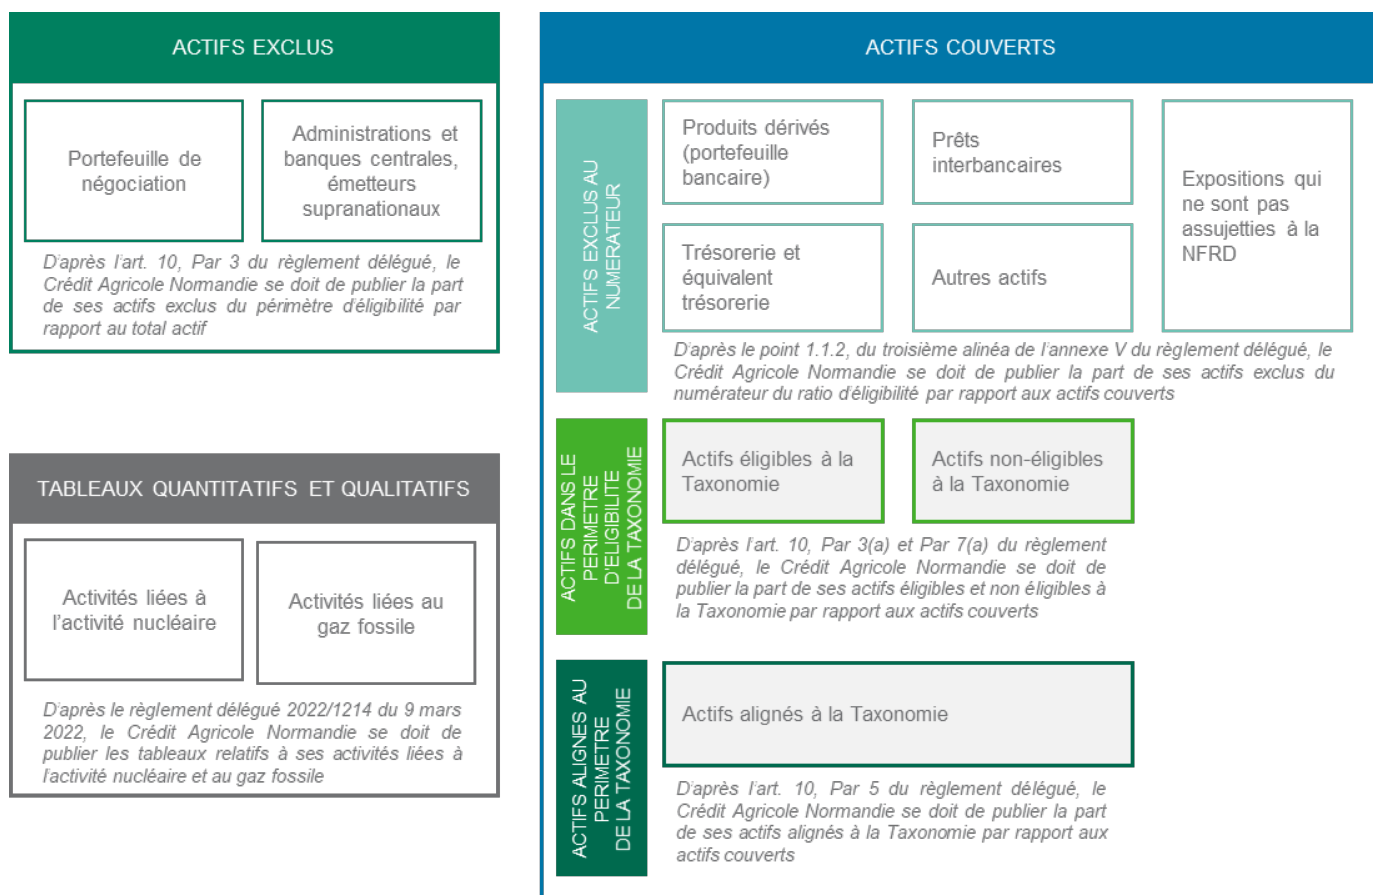 ACTIFS EXCLUS
Portefeuille de
négociation
Administrations et
banques centrales,
émetteurs
supranationaux
D'après l'art. 10, Par 3 du règlement délégué, le
Crédit Agricole Normandie se doit de publier la part
de ses actifs exclus du périmètre d'éligibilité par
rapport au total actif
TABLEAUX QUANTITATIFS ET QUALITATIFS
Activités liées à
l'activité nucléaire
Activités liées au
gaz fossile
D'après le règlement délégué 2022/1214 du 9 mars
2022, le Crédit Agricole Normandie se doit de
publier les tableaux relatifs à ses activités liées à
l'activité nucléaire et au gaz fossile
ACTIFS COUVERTS
ACTIFS EXCLUS AU
NUMERATEUR
Produits dérivés
(portefeuille
bancaire)
Prêts
interbancaires
Expositions qui
ne sont pas
assujetties à la
NFRD
Trésorerie et
équivalent
trésorerie
Autres actifs
D'après le point 1.1.2, du troisième alinéa de l'annexe V du règlement délégué, le
Crédit Agricole Normandie se doit de publier la part de ses actifs exclus du
numérateur du ratio d'éligibilité par rapport aux actifs couverts
ACTIFS DANS LE
PERIMETRE
D'ELIGIBILITE
DE LA TAXONOMIE
Actifs éligibles à la
Taxonomie
Actifs non-éligibles
à la Taxonomie
D'après l'art. 10, Par 3(a) et Par 7(a) du règlement
délégué, le Crédit Agricole Normandie se doit de
publier la part de ses actifs éligibles et non éligibles à
la Taxonomie par rapport aux actifs couverts
ACTIFS ALIGNES AU
PERIMETRE
DE LA TAXONOMIE
Actifs alignés à la Taxonomie
D'après l'art. 10, Par 5 du règlement délégué, le
Crédit Agricole Normandie se doit de publier la part
de ses actifs alignés à la Taxonomie par rapport aux
actifs couverts